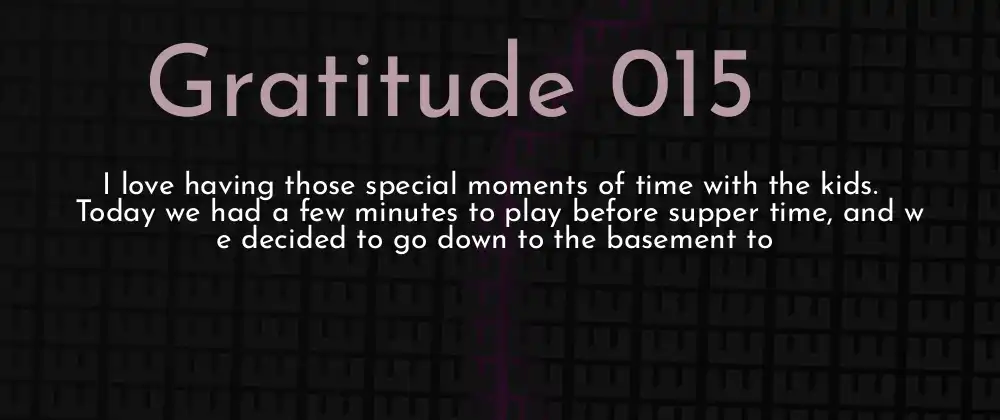 Gratitude 015
I love having those special moments of time with the kids.
Today we had a few minutes to play before supper time, and w
e decided to go down to the basement to